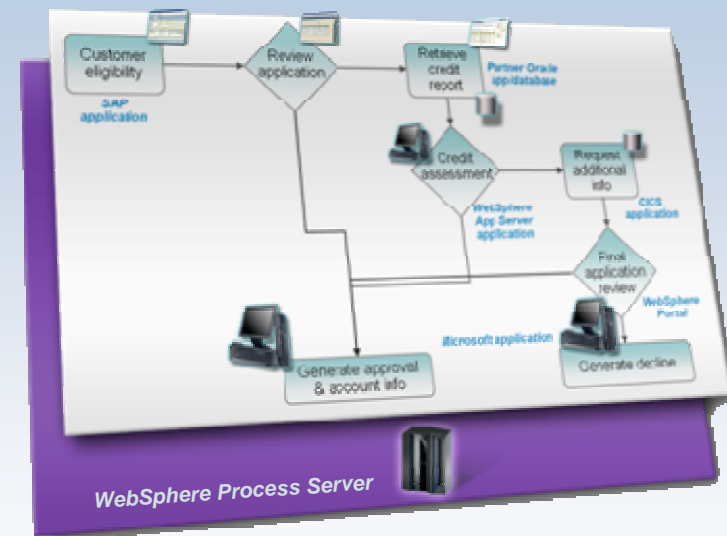 Customer
eligibility
SAP
application
Review
application
Retrieve
credit
report
Partner Oracle
app/database
Credit
assessment
WebSphere
App Server
application
Request
additional
info
CICS
application
Final
application
review
WebSphere
Portal
Microsoft application
Generate approval
& account info
Generate decline
WebSphere Process Server